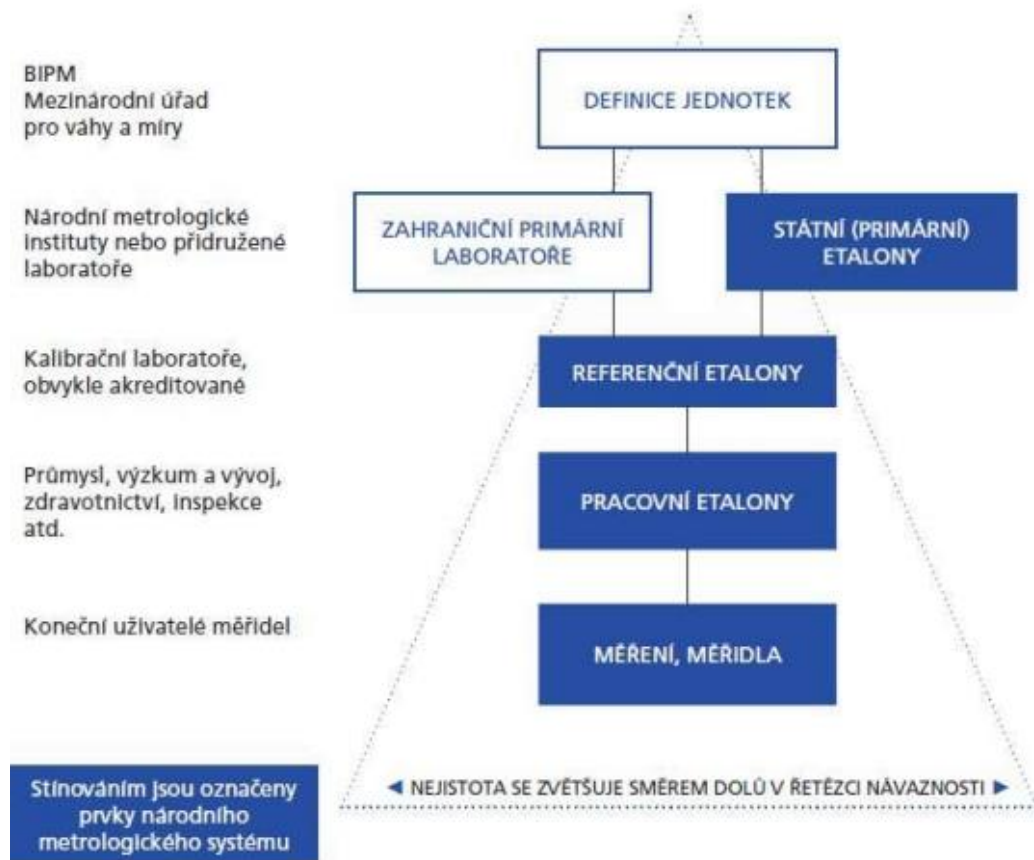 BIPM
Mezinárodní úřad
pro váhy a míry
DEFINICE JEDNOTEK
Národní metrologické
instituty nebo přidružené
laboratoře
ZAHRANIČNÍ PRIMÁRNÍ
LABORATOŘE
STÁTNÍ (PRIMÁRNÍ)
ETALONY
Kalibrační laboratoře,
obvykle akreditované
REFERENČNÍ ETALONY
Průmysl, výzkum a vývoj,
zdravotnictví, inspekce
atd.
PRACOVNÍ ETALONY
Koneční uživatelé měřidel
MĚŘENÍ, MĚŘIDLA
Stínováním jsou označeny
prvky národního
metrologického systému
◄ NEJISTOTA SE ZVĚTŠUJE SMĚREM DOLŮ V ŘETĚZCI NÁVAZNOSTI ►